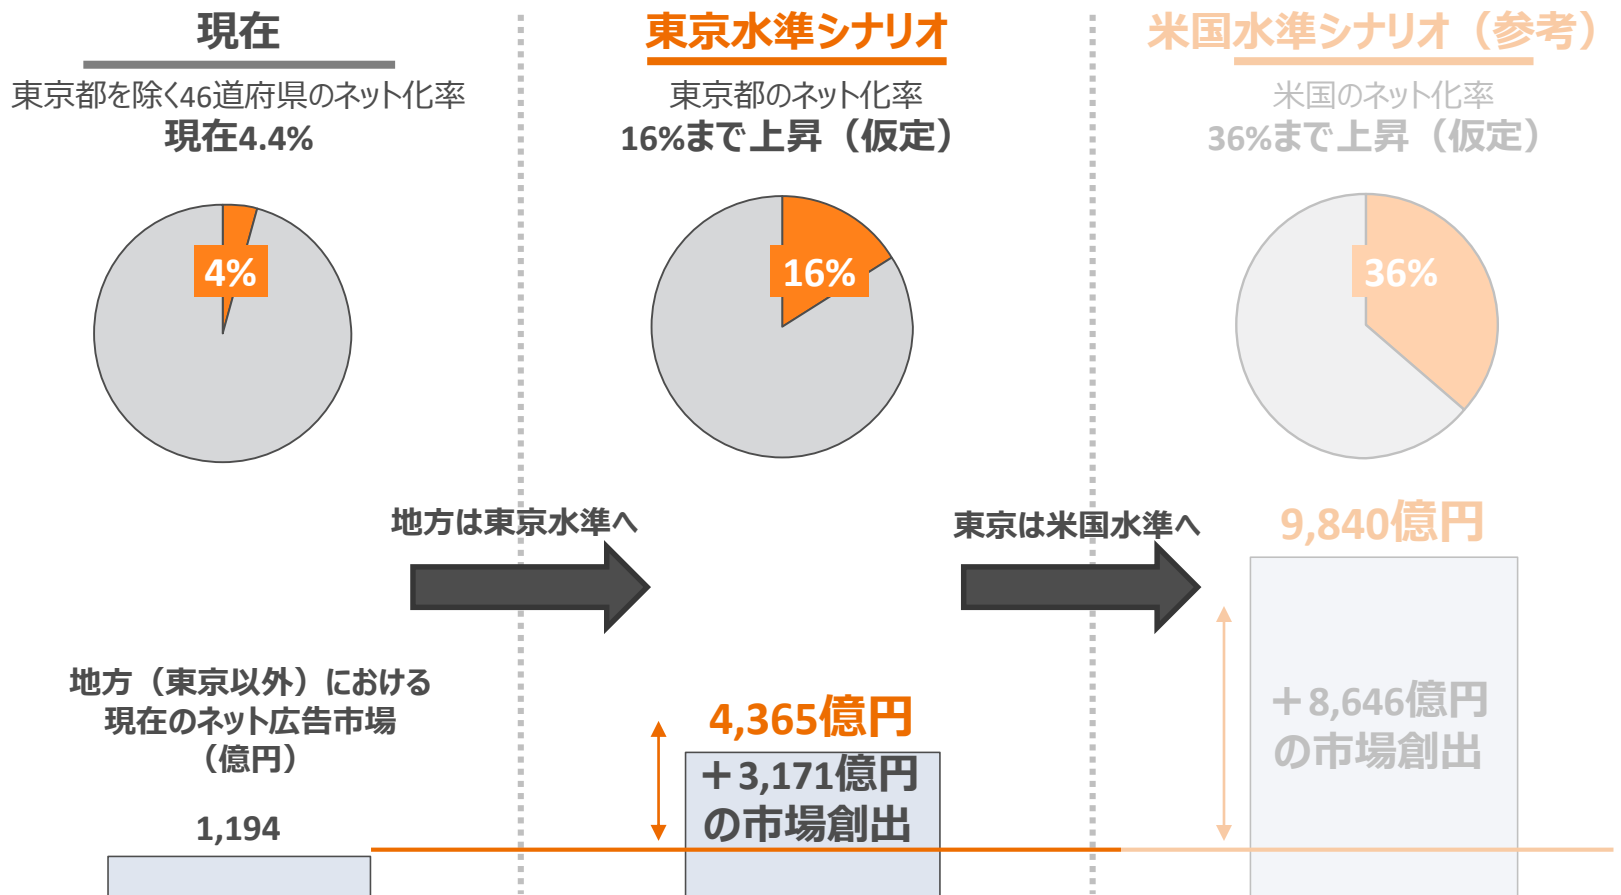 現在
東京都を除く46道府県のネット化率
現在4.4%
4%
地方は東京水準へ
地方（東京以外）における
現在のネット広告市場
（億円）
1,194
東京水準シナリオ
東京都のネット化率
16%まで上昇（仮定）
16%
東京は米国水準へ
4,365億円
＋3,171億円
の市場創出
米国水準シナリオ（参考）
米国のネット化率
36%まで上昇（仮定）
36%
9,840億円
＋8,646億円
の市場創出